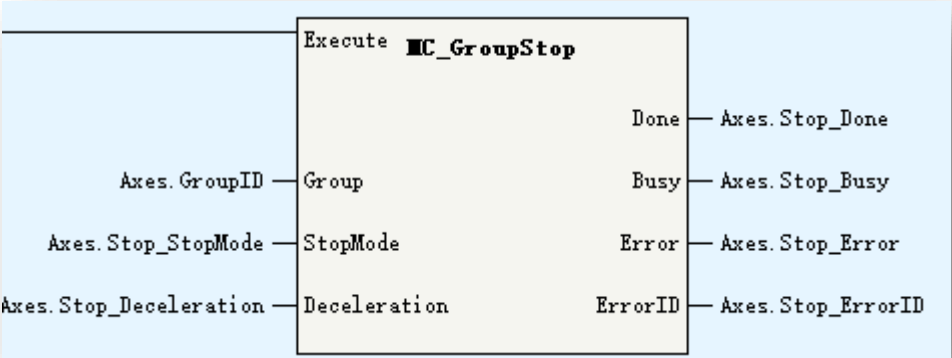 Execute MC_GroupStop
Done Axes.Stop_Done
Axes.GroupID Group Busy Axes.Stop_Busy
Axes.Stop_StopMode StopMode Error Axes.Stop_Error
Axes.Stop_Deceleration Deceleration ErrorID Axes.Stop_ErrorID